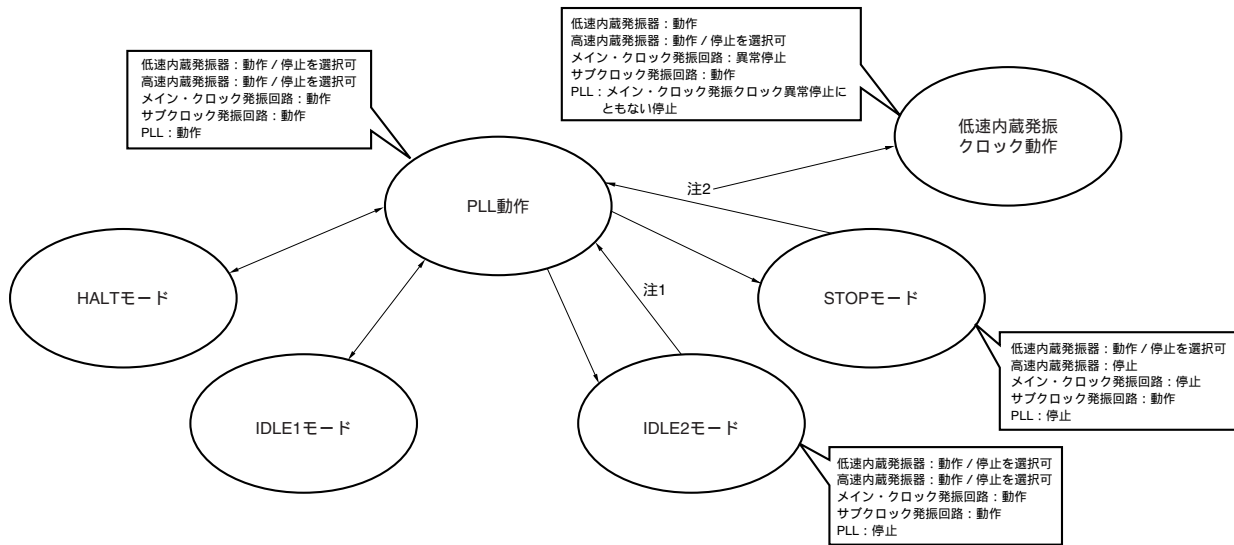 低速内蔵発振器：動作
高速内蔵発振器：動作 / 停止を選択可
メイン・クロック発振回路：異常停止
サブクロック発振回路：動作
PLL：メイン・クロック発振クロック異常停止に
ともない停止
低速内蔵発振器：動作 / 停止を選択可
高速内蔵発振器：動作 / 停止を選択可
メイン・クロック発振回路：動作
サブクロック発振回路：動作
PLL：動作
低速内蔵発振
クロック動作
PLL動作
注2
HALTモード
注1
STOPモード
低速内蔵発振器：動作 / 停止を選択可
高速内蔵発振器：停止
メイン・クロック発振回路：停止
サブクロック発振回路：動作
PLL：停止
IDLE1モード
IDLE2モード
低速内蔵発振器：動作 / 停止を選択可
高速内蔵発振器：動作 / 停止を選択可
メイン・クロック発振回路：動作
サブクロック発振回路：動作
PLL：停止